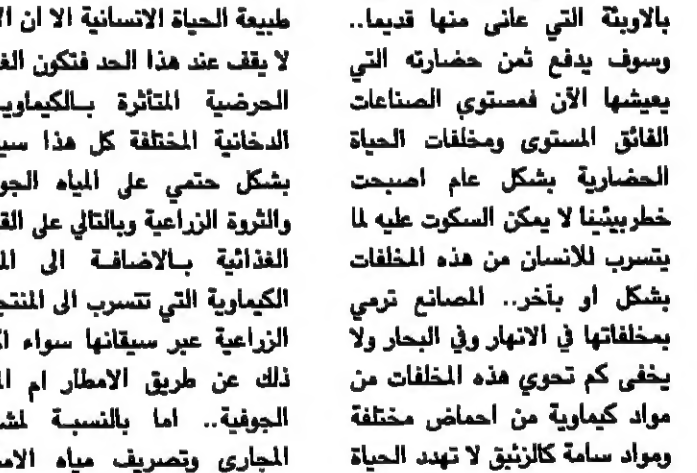 بالاوبئة التي عانى منها قديما..
وسوف يدفع ثمن حضارته التي
يعيشها الآن فمستوى الصناعات
الفائق المستوى ومخلفات الحياة
الحضارية بشكل عام اصبحت
خطر بيئينا لا يمكن السكوت عليه لما
يتسرب للانسان من هذه المخلفات
بشكل او بآخر.. المصانع ترمي
بمخلفاتها في الانهار وفي البحار ولا
يخفى كم تحوي هذه المخلفات من
مواد كيماوية من احماض مختلفة
ومواد سامة كالزئبق لا تهدد الحياة
طبيعة الحياة الانسانية الا ان
لا يقف عند هذا الحد فتكون
الحرضية المتأثرة
الدخانية المختلفة كل هذا
بشكل حتمي على المياه
والثروة الزراعية وبالتالي على
الغذائية بالاضافة الى
الكيماوية التي تتسرب الى
الزراعية عبر سيقانها سواء
ذلك عن طريق الامطار ام
الجوفية.. اما بالنسبة
المجاري وتصريف مياه